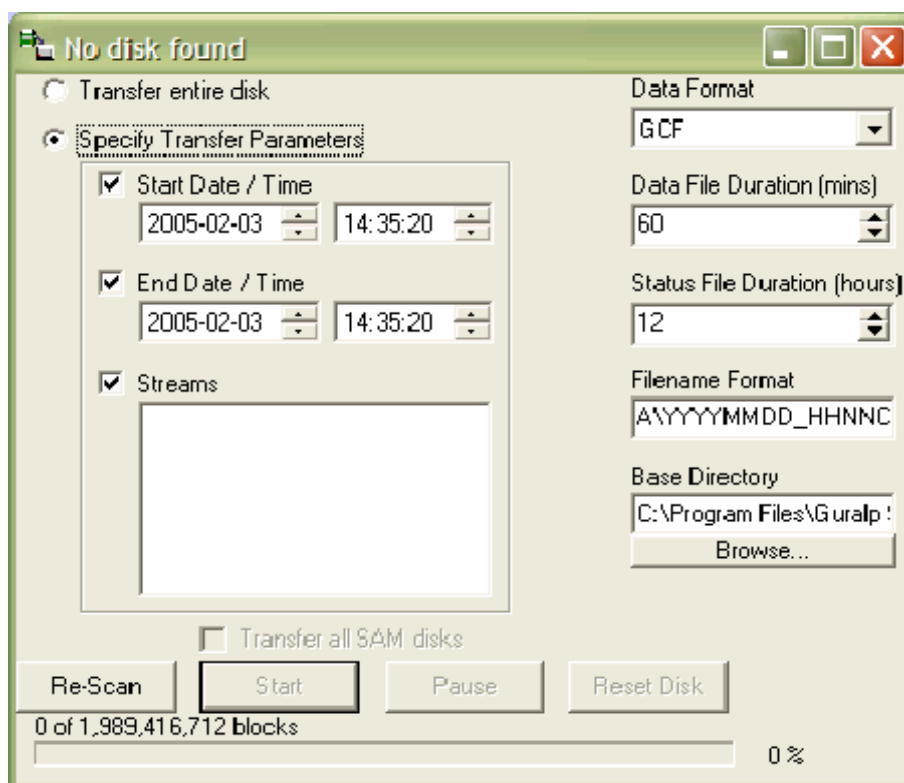 No disk found
Transfer entire disk
Specify Transfer Parameters
Start Date / Time
2005-02-03 14:35:20
End Date / Time
2005-02-03 14:35:20
Streams
Transfer all SAM disks
Data Format
GCF
Data File Duration (mins)
60
Status File Duration (hours)
12
Filename Format
A\YYYYMMDD_HHNNC
Base Directory
C:\Program Files\Guralp
Browse...
Re-Scan Start Pause Reset Disk
0 of 1,989,416,712 blocks
0 %